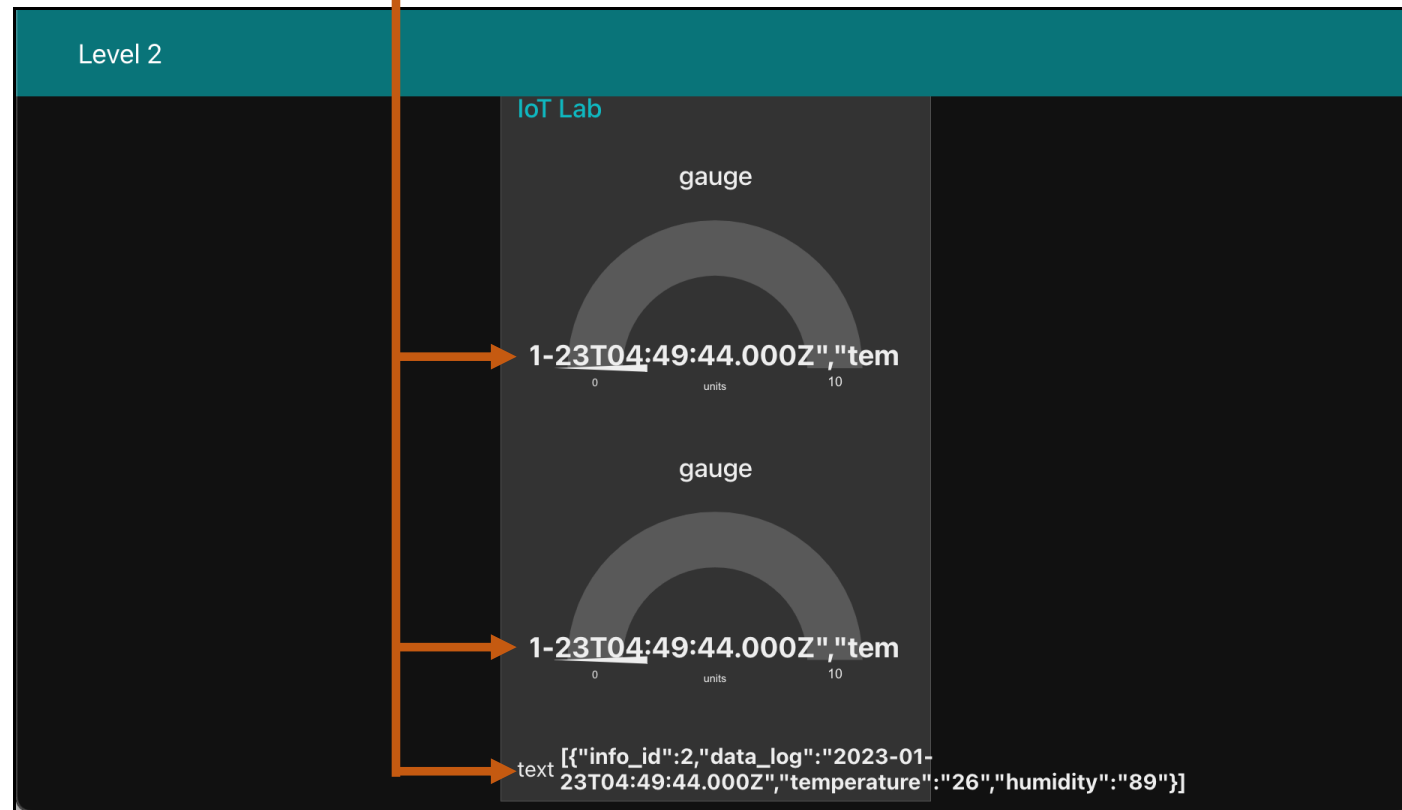 Level 2
IoT Lab
gauge
1-23T04:49:44.000Z","tem
0 units 10
gauge
1-23T04:49:44.000Z","tem
0 units 10
text [{"info_id":2,"data_log":"2023-01-
23T04:49:44.000Z","temperature":"26","humidity":"89"}]